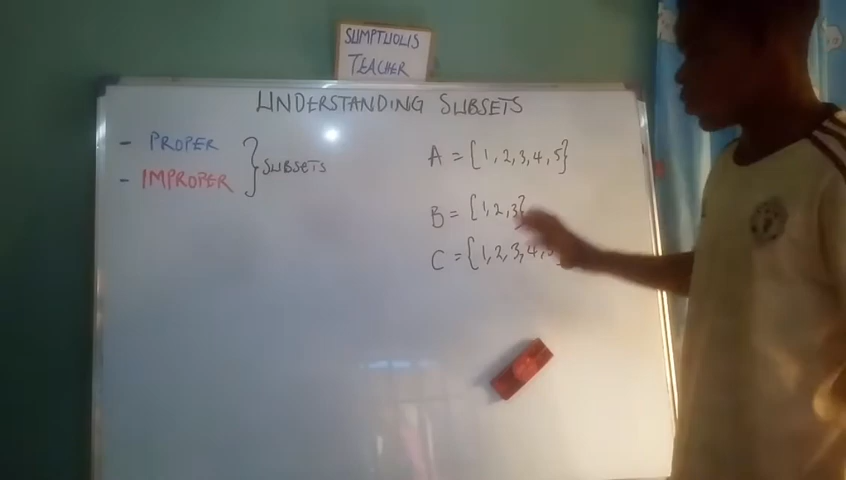 SUMPTUOUS
TEACHER
UNDERSTANDING SUBSETS
- PROPER
- IMPROPER
} SUBSETS
A = {1, 2, 3, 4, 5}
B = {1, 2, 3}
C = {1, 2, 3, 4, 5